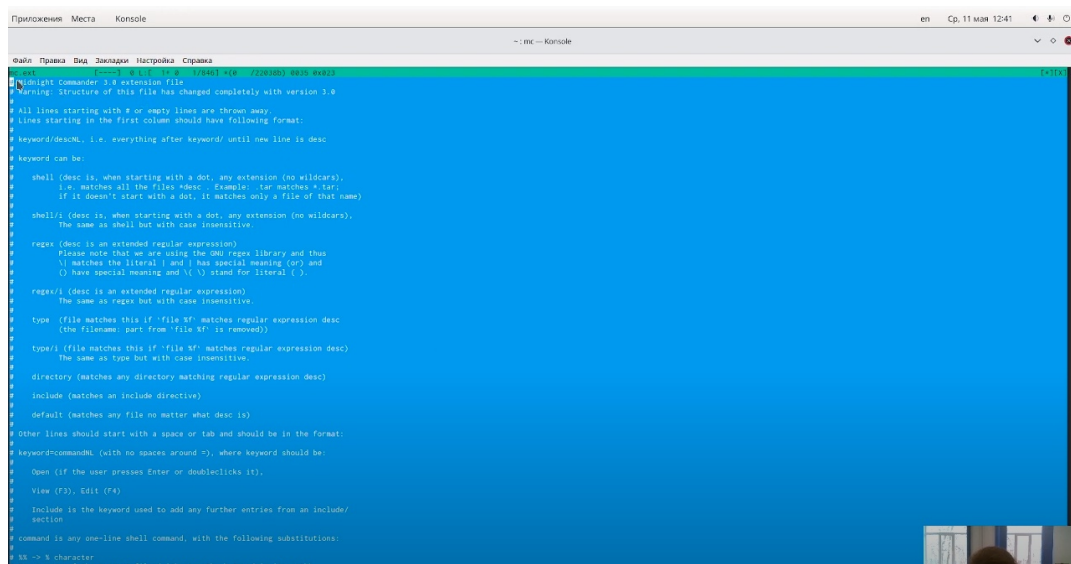 Приложения Места Konsole en Ср, 11 мая 12:41
~ : mc — Konsole
Файл Правка Вид Закладки Настройка Справка
mc.ext [----] 0 L:[ 1+ 0 1/846] *(0 /22038b) 0035 0x023 [*][X]
# Midnight Commander 3.0 extension file
# Warning: Structure of this file has changed completely with version 3.0
#
# All lines starting with # or empty lines are thrown away.
# Lines starting in the first column should have following format:
#
# keyword/descNL, i.e. everything after keyword/ until new line is desc
#
# keyword can be:
#
# shell (desc is, when starting with a dot, any extension (no wildcars),
# i.e. matches all the files *desc . Example: .tar matches *.tar;
# if it doesn't start with a dot, it matches only a file of that name)
#
# shell/i (desc is, when starting with a dot, any extension (no wildcars),
# The same as shell but with case insensitive.
#
# regex (desc is an extended regular expression)
# Please note that we are using the GNU regex library and thus
# \| matches the literal | and | has special meaning (or) and
# () have special meaning and \( \) stand for literal ( ).
#
# regex/i (desc is an extended regular expression)
# The same as regex but with case insensitive.
#
# type (file matches this if 'file %f' matches regular expression desc
# (the filename: part from 'file %f' is removed))
#
# type/i (file matches this if 'file %f' matches regular expression desc)
# The same as type but with case insensitive.
#
# directory (matches any directory matching regular expression desc)
#
# include (matches an include directive)
#
# default (matches any file no matter what desc is)
#
# Other lines should start with a space or tab and should be in the format:
#
# keyword=commandNL (with no spaces around =), where keyword should be:
#
# Open (if the user presses Enter or doubleclicks it),
#
# View (F3), Edit (F4)
#
# Include is the keyword used to add any further entries from an include/
# section
#
# command is any one-line shell command, with the following substitutions:
#
# %% -> % character